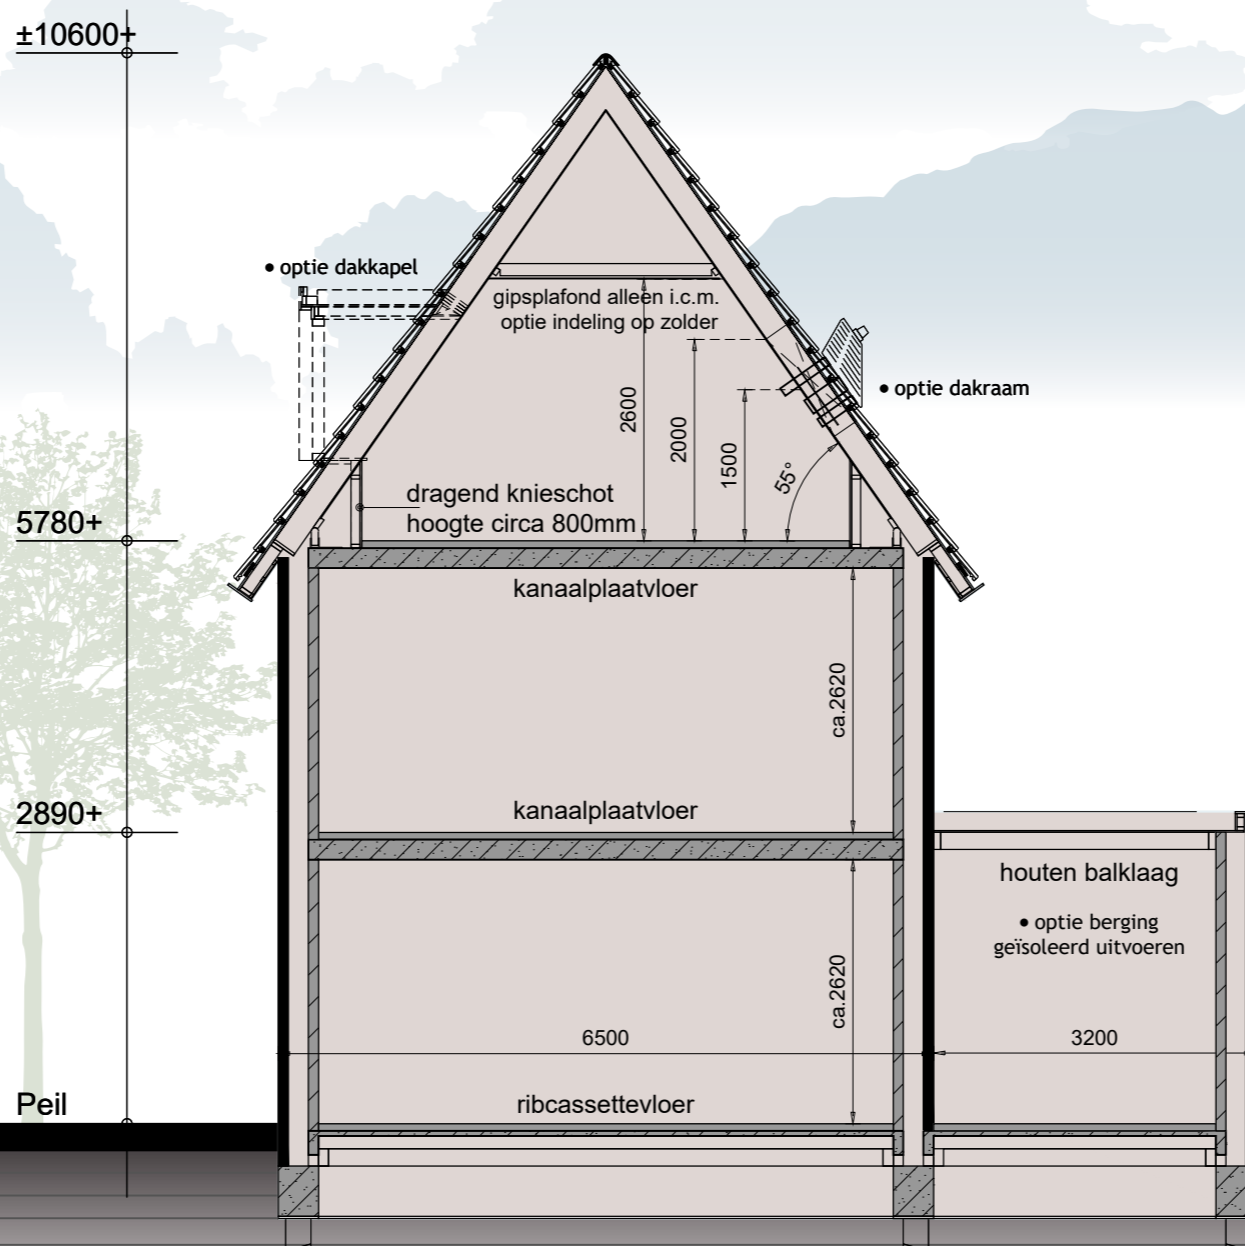 ±10600+
• optie dakkapel
gipsplafond alleen i.c.m.
optie indeling op zolder
• optie dakraam
2600
2000
1500
55°
dragend knieschot
hoogte circa 800mm
5780+
kanaalplaatvloer
ca.2620
kanaalplaatvloer
2890+
houten balklaag
• optie berging
geïsoleerd uitvoeren
ca.2620
6500
3200
ribcassettevloer
Peil